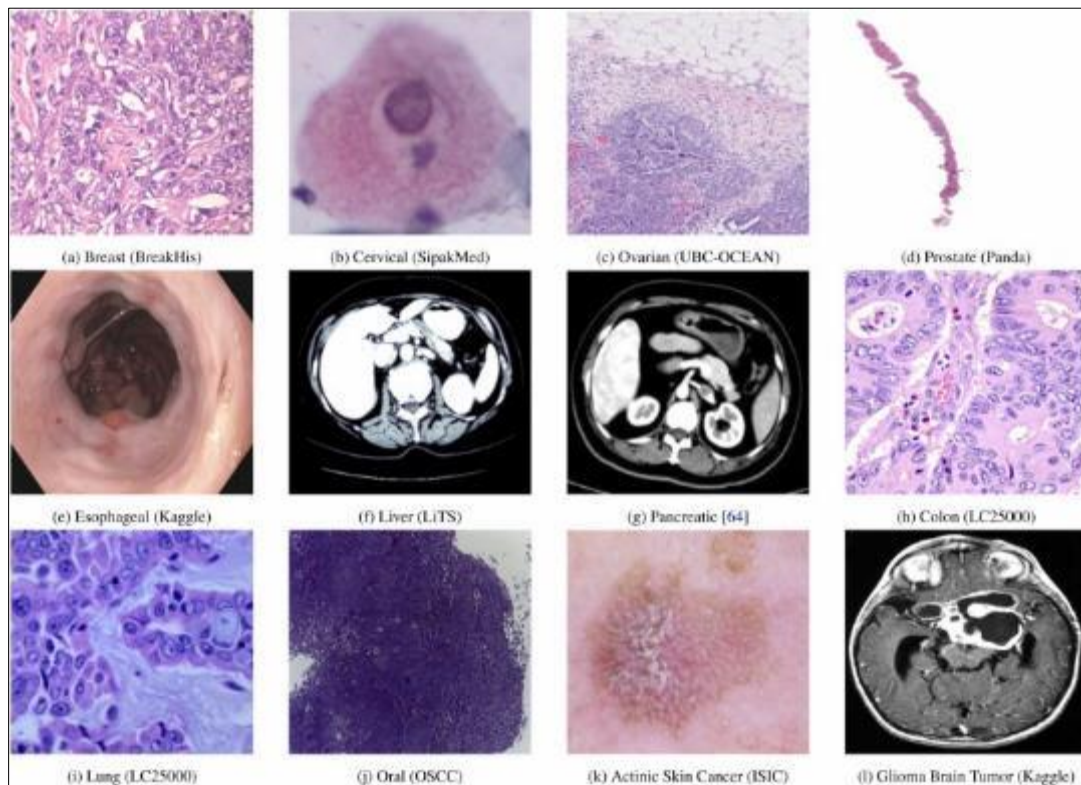 (a) Breast (BreakHis)
(b) Cervical (SipakMed)
(c) Ovarian (UBC-OCEAN)
(d) Prostate (Panda)
(e) Esophageal (Kaggle)
(f) Liver (LiTS)
(g) Pancreatic [64]
(h) Colon (LC25000)
(i) Lung (LC25000)
(j) Oral (OSCC)
(k) Actinic Skin Cancer (ISIC)
(l) Glioma Brain Tumor (Kaggle)